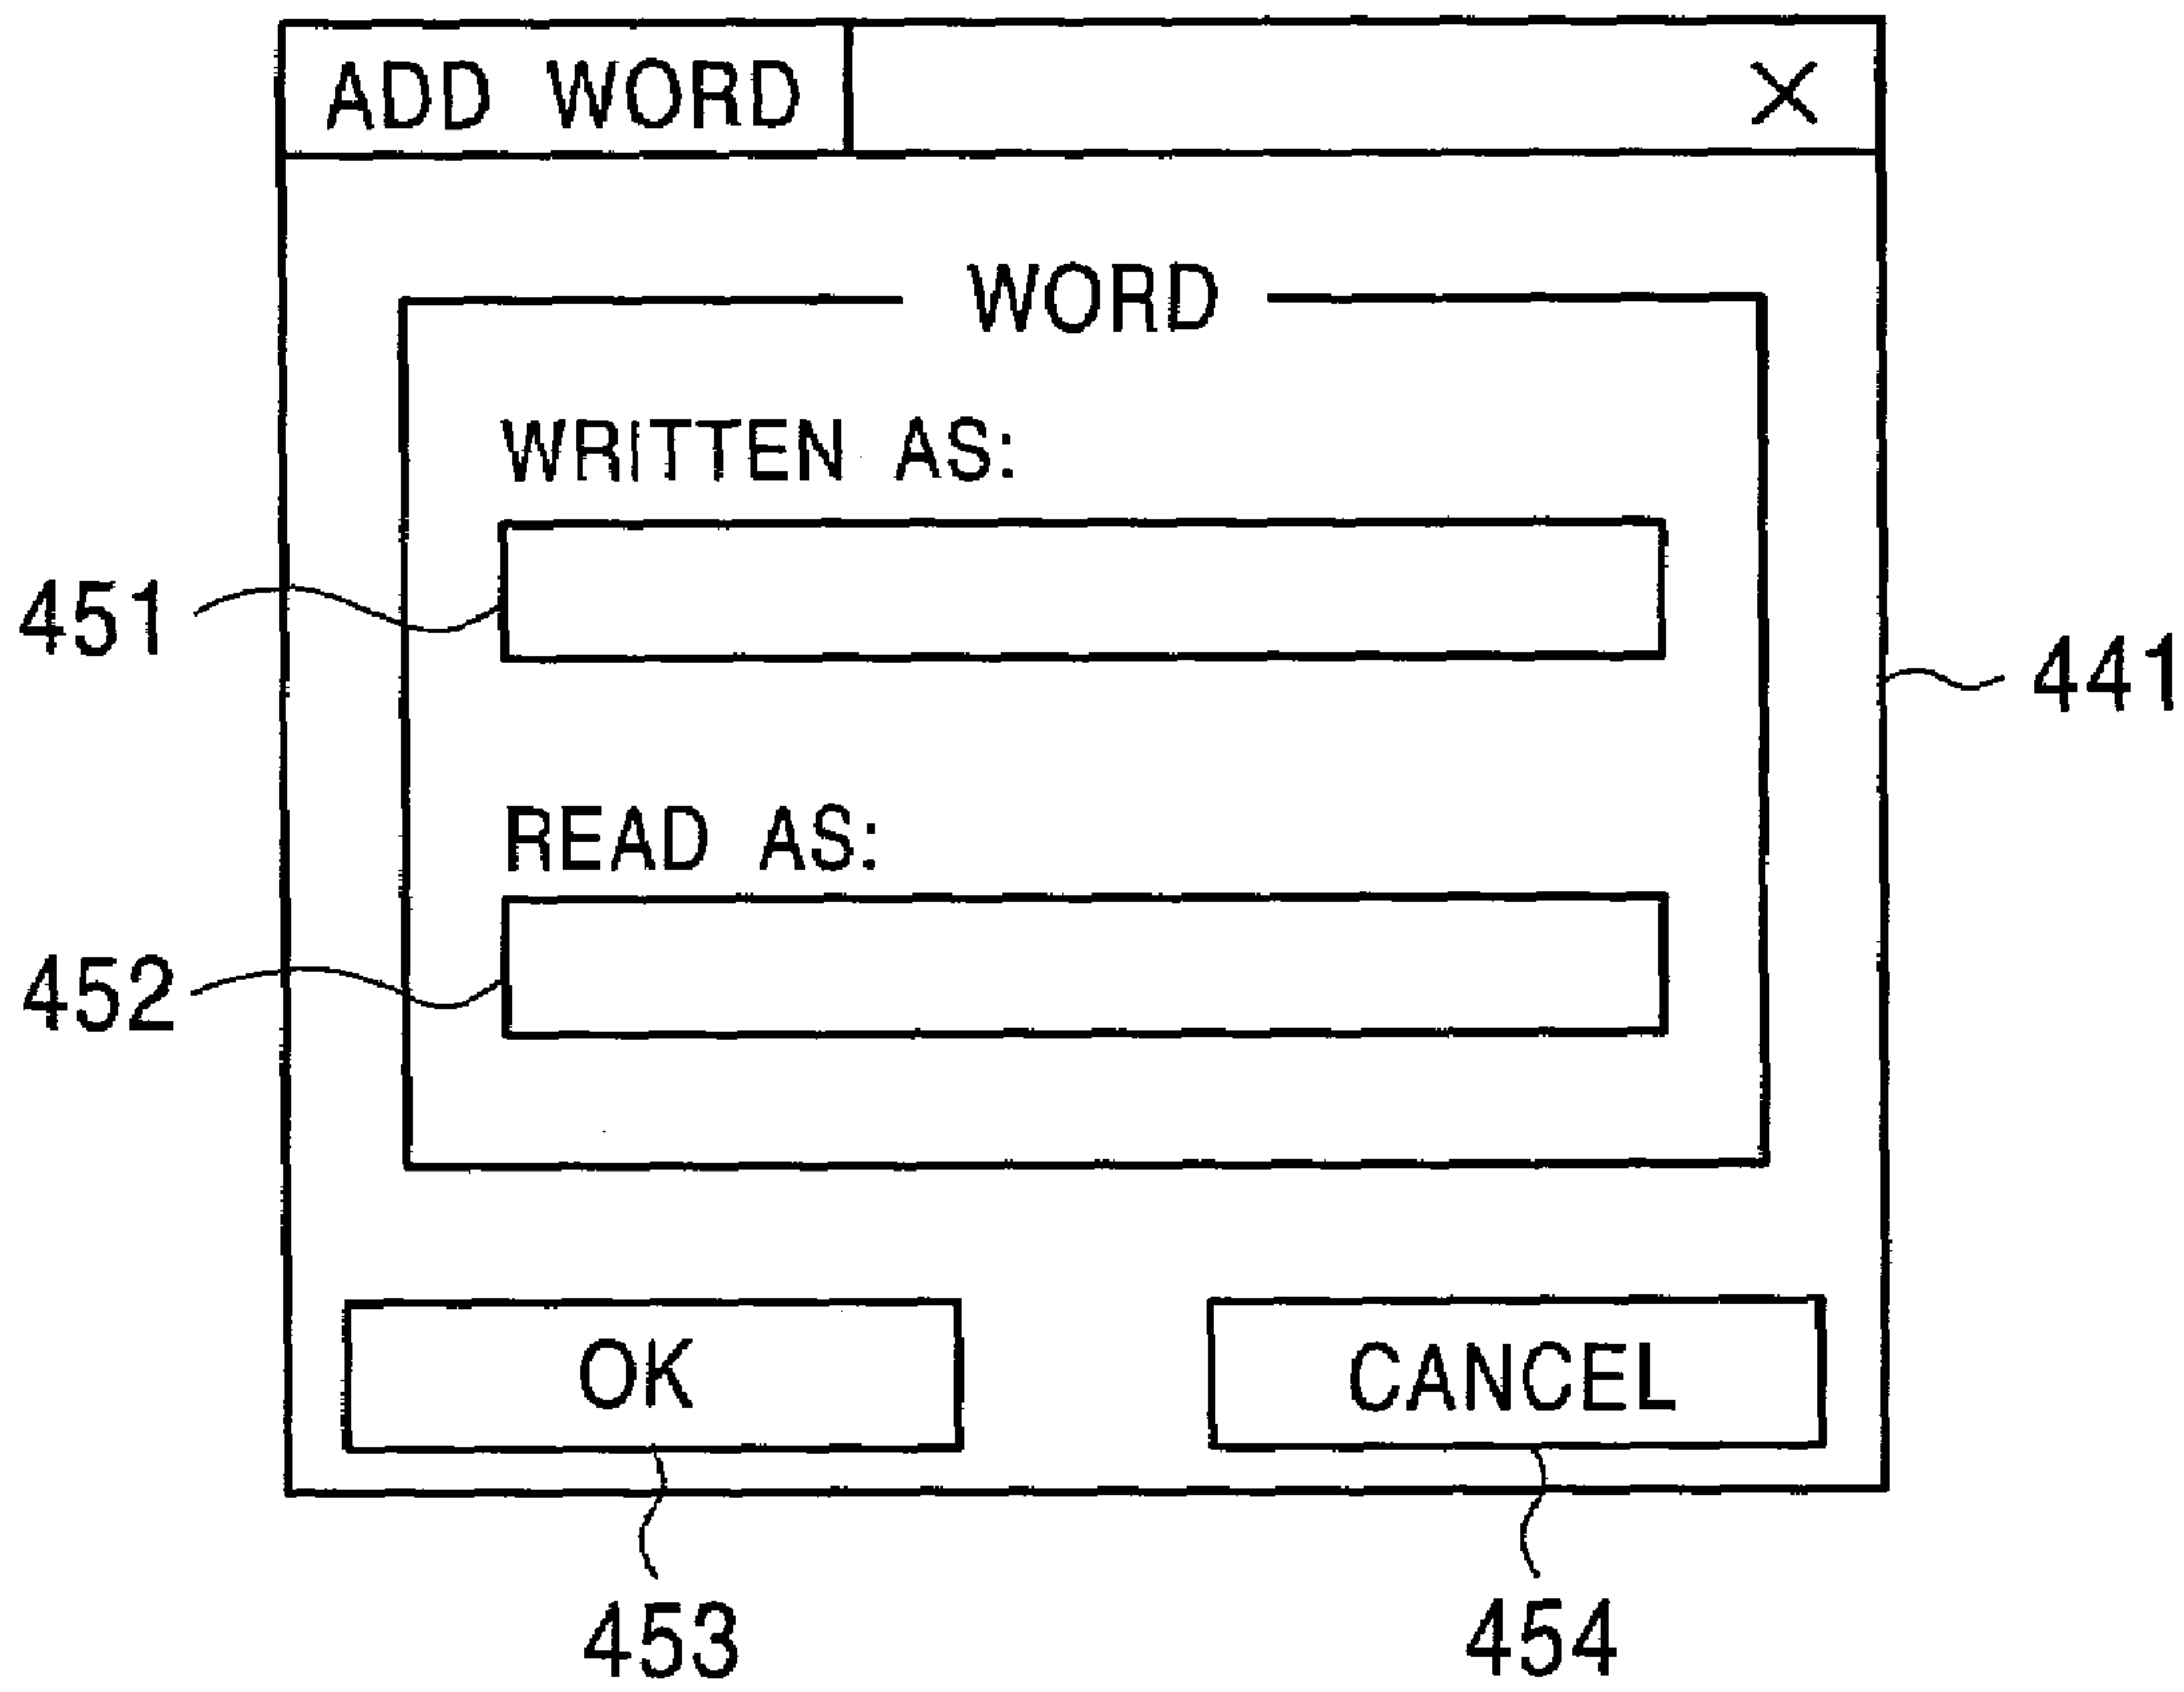 ADD WORD X
WORD
WRITTEN AS:
451
441
READ AS:
452
OK CANCEL
453 454